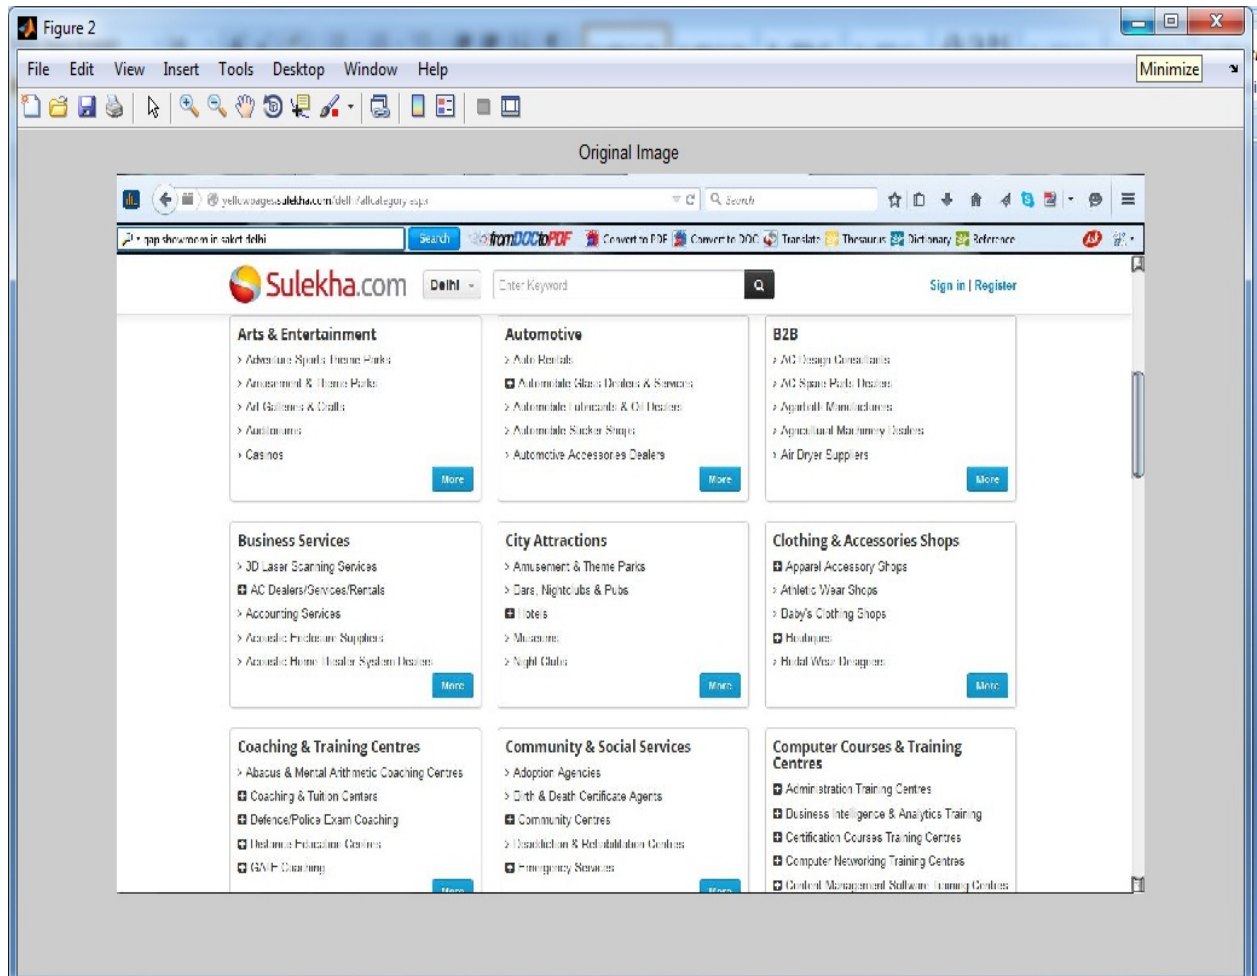 Figure 2
File Edit View Insert Tools Desktop Window Help
Minimize
Original Image
yellowpages.sulekha.com/delhi/allcategory.aspx
Search
gap showroom in saket delhi
Search
fromDOCtoPDF
Convert to PDF
Convert to DOC
Translate
Thesaurus
Dictionary
Reference
Sulekha.com
Delhi
Enter Keyword
Sign in | Register
Arts & Entertainment
> Adventure Sports Theme Parks
> Amusement & Theme Parks
> Art Galleries & Crafts
> Auditoriums
> Casinos
More
Automotive
> Auto Rentals
Automobile Glass Dealers & Services
> Automobile Lubricants & Oil Dealers
> Automobile Sticker Shops
> Automotive Accessories Dealers
More
B2B
> AC Design Consultants
> AC Spare Parts Dealers
> Agarbatti Manufacturers
> Agricultural Machinery Dealers
> Air Dryer Suppliers
More
Business Services
> 3D Laser Scanning Services
AC Dealers/Services/Rentals
> Accounting Services
> Acoustic Enclosure Suppliers
> Acoustic Home Theater System Dealers
More
City Attractions
> Amusement & Theme Parks
> Bars, Nightclubs & Pubs
Hotels
> Museums
> Night Clubs
More
Clothing & Accessories Shops
Apparel Accessory Shops
> Athletic Wear Shops
> Baby's Clothing Shops
Boutiques
> Bridal Wear Designers
More
Coaching & Training Centres
> Abacus & Mental Arithmetic Coaching Centres
Coaching & Tuition Centers
Defence/Police Exam Coaching
Distance Education Centres
GATE Coaching
More
Community & Social Services
> Adoption Agencies
> Birth & Death Certificate Agents
Community Centres
> Deaddiction & Rehabilitation Centres
Emergency Services
More
Computer Courses & Training
Centres
Administration Training Centres
Business Intelligence & Analytics Training
Certification Courses Training Centres
Computer Networking Training Centres
Content Management Software Training Centres